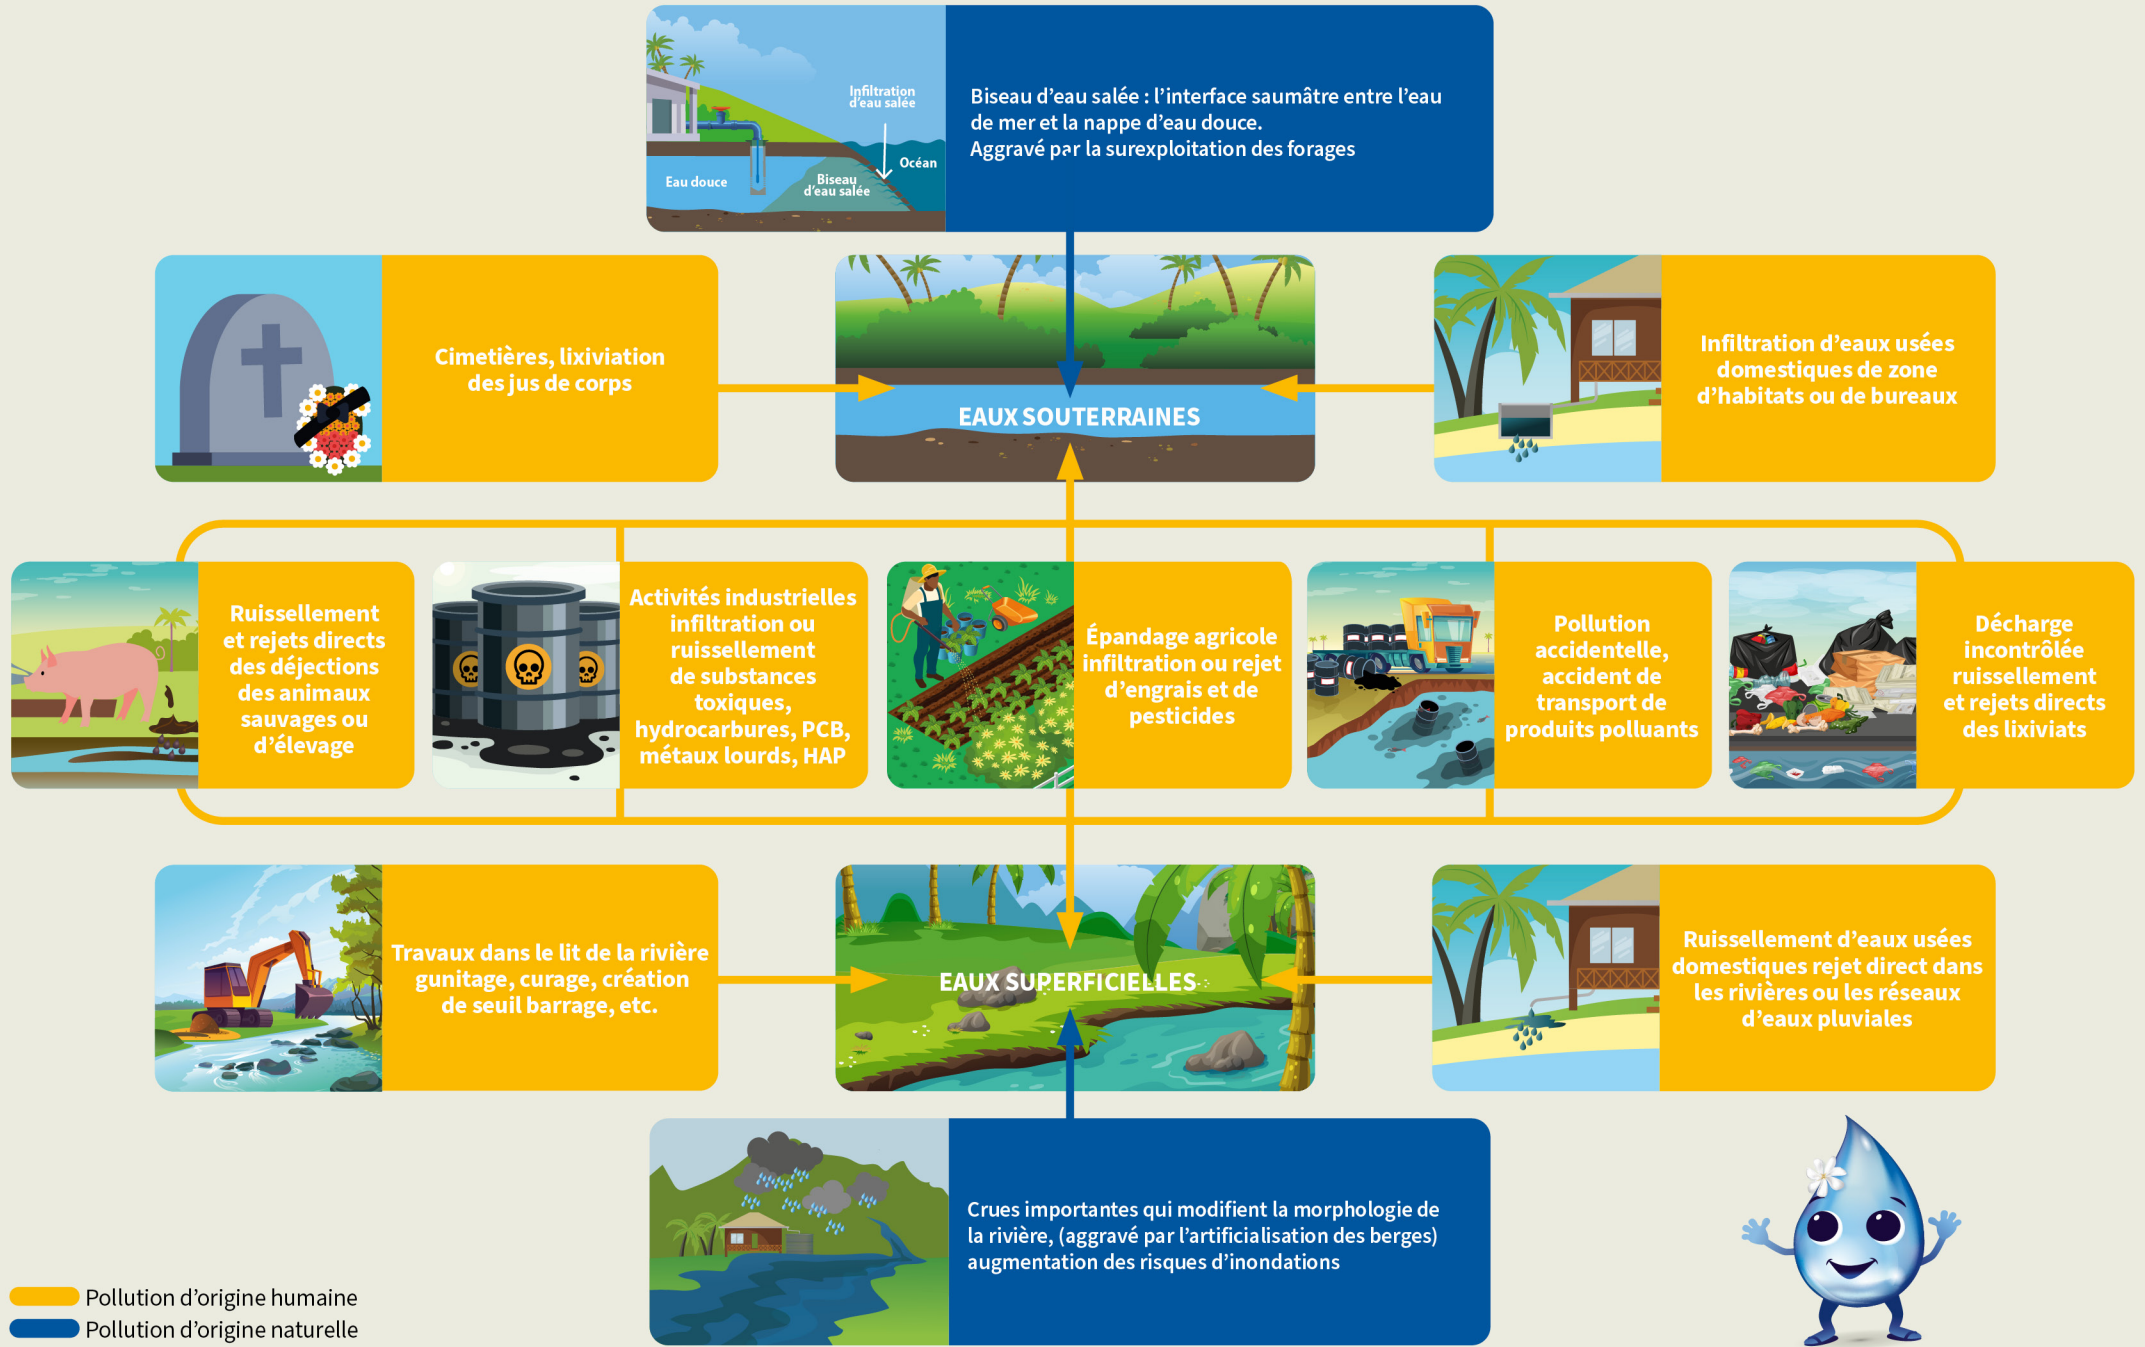 Infiltration
d'eau salée
Océan
Eau douce
Biseau
d'eau salée
Biseau d'eau salée : l'interface saumâtre entre l'eau
de mer et la nappe d'eau douce.
Aggravé par la surexploitation des forages
Cimetières, lixiviation
des jus de corps
EAUX SOUTERRAINES
Infiltration d'eaux usées
domestiques de zone
d'habitats ou de bureaux
Ruissellement
et rejets directs
des déjections
des animaux
sauvages ou
d'élevage
Activités industrielles
infiltration ou
ruissellement
de substances
toxiques,
hydrocarbures, PCB,
métaux lourds, HAP
Épandage agricole
infiltration ou rejet
d'engrais et de
pesticides
Pollution
accidentelle,
accident de
transport de
produits polluants
Décharge
incontrôlée
ruissellement
et rejets directs
des lixiviats
Travaux dans le lit de la rivière
gunitage, curage, création
de seuil barrage, etc.
EAUX SUPERFICIELLES
Ruissellement d'eaux usées
domestiques rejet direct dans
les rivières ou les réseaux
d'eaux pluviales
Crues importantes qui modifient la morphologie de
la rivière, (aggravé par l'artificialisation des berges)
augmentation des risques d'inondations
Pollution d'origine humaine
Pollution d'origine naturelle